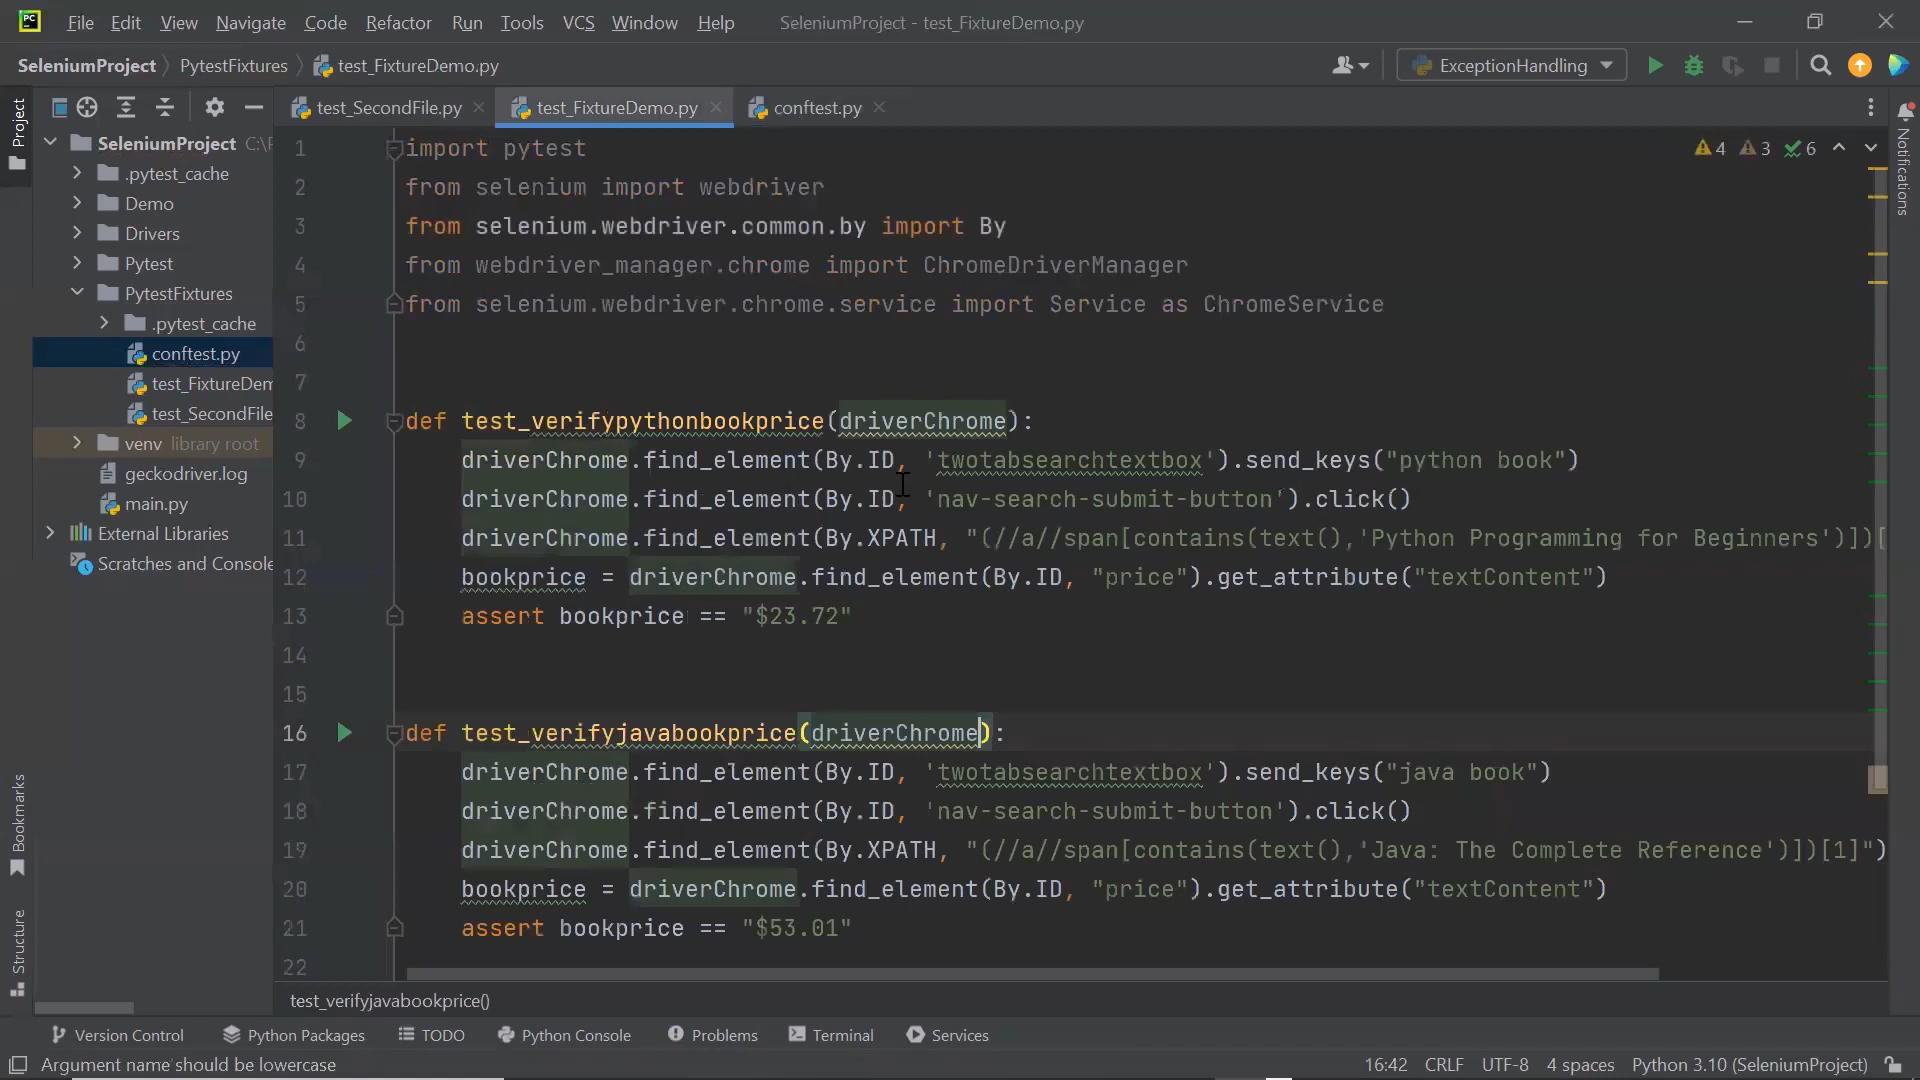 PC File Edit View Navigate Code Refactor Run Tools VCS Window Help SeleniumProject - test_FixtureDemo.py
SeleniumProject PytestFixtures test_FixtureDemo.py ExceptionHandling
Project
test_SecondFile.py test_FixtureDemo.py conftest.py
Notifications
SeleniumProject
.pytest_cache
Demo
Drivers
Pytest
PytestFixtures
.pytest_cache
conftest.py
test_FixtureDem
test_SecondFile
venv library root
geckodriver.log
main.py
External Libraries
Scratches and Console
Bookmarks
Structure
4 3 6
1 import pytest
2 from selenium import webdriver
3 from selenium.webdriver.common.by import By
4 from webdriver_manager.chrome import ChromeDriverManager
5 from selenium.webdriver.chrome.service import Service as ChromeService
6
7
8 def test_verifypythonbookprice(driverChrome):
9 driverChrome.find_element(By.ID, 'twotabsearchtextbox').send_keys("python book")
10 driverChrome.find_element(By.ID, 'nav-search-submit-button').click()
11 driverChrome.find_element(By.XPATH, "(//a//span[contains(text(),'Python Programming for Beginners')])[
12 bookprice = driverChrome.find_element(By.ID, "price").get_attribute("textContent")
13 assert bookprice == "$23.72"
14
15
16 def test_verifyjavabookprice(driverChrome):
17 driverChrome.find_element(By.ID, 'twotabsearchtextbox').send_keys("java book")
18 driverChrome.find_element(By.ID, 'nav-search-submit-button').click()
19 driverChrome.find_element(By.XPATH, "(//a//span[contains(text(),'Java: The Complete Reference')])[1]")
20 bookprice = driverChrome.find_element(By.ID, "price").get_attribute("textContent")
21 assert bookprice == "$53.01"
22
test_verifyjavabookprice()
Version Control Python Packages TODO Python Console Problems Terminal Services
Argument name should be lowercase 16:42 CRLF UTF-8 4 spaces Python 3.10 (SeleniumProject)